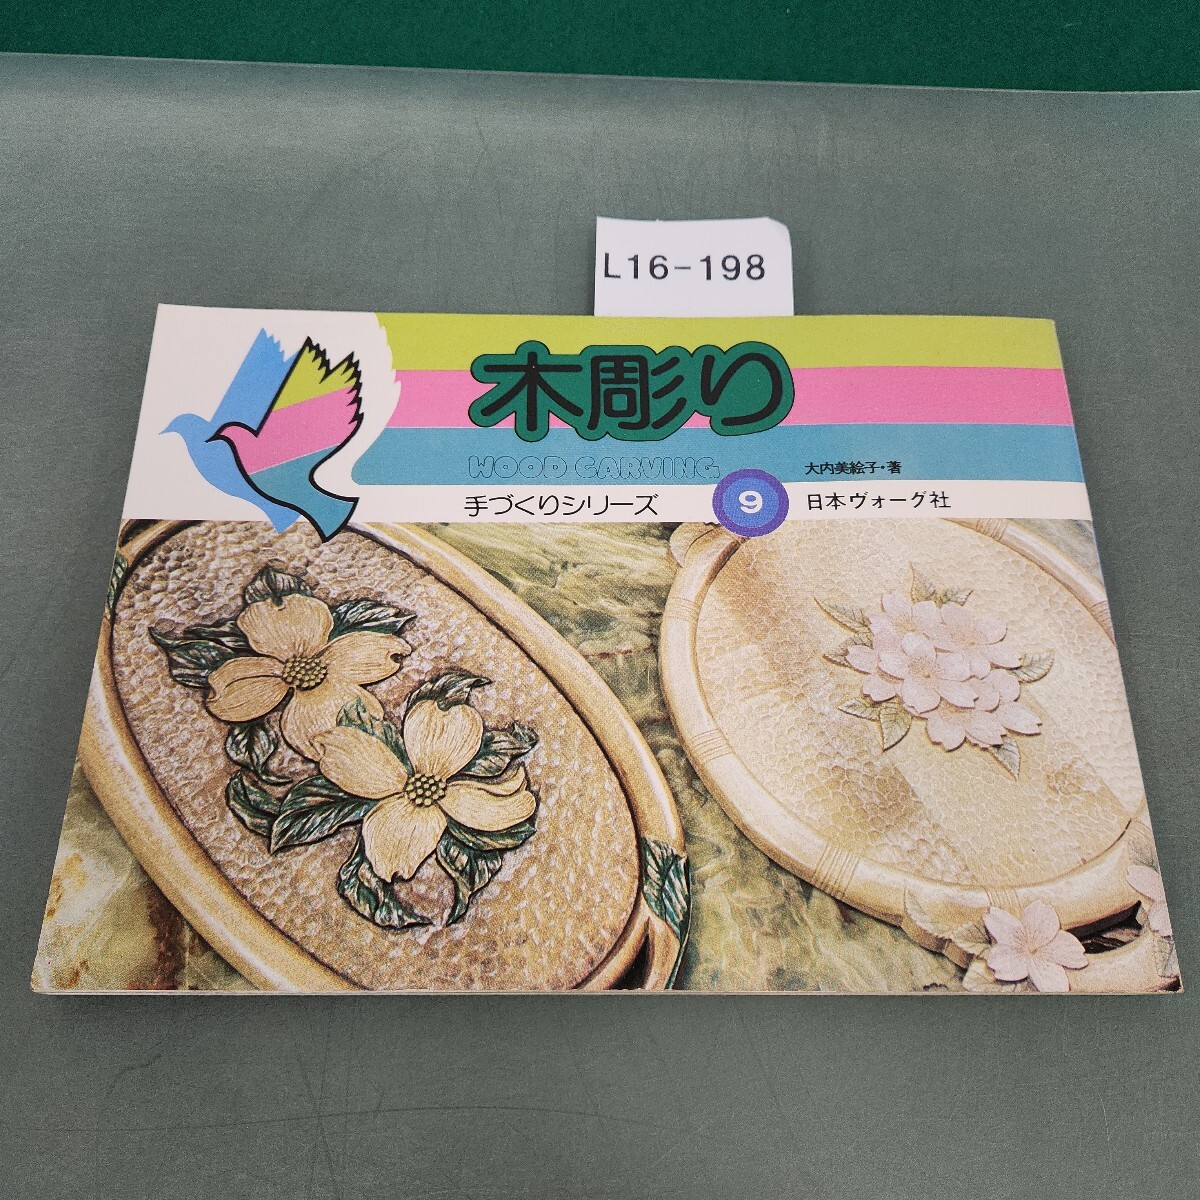 L16-198
木彫り
WOOD CARVING
大内美絵子・著
手づくりシリーズ
9
日本ヴォーグ社